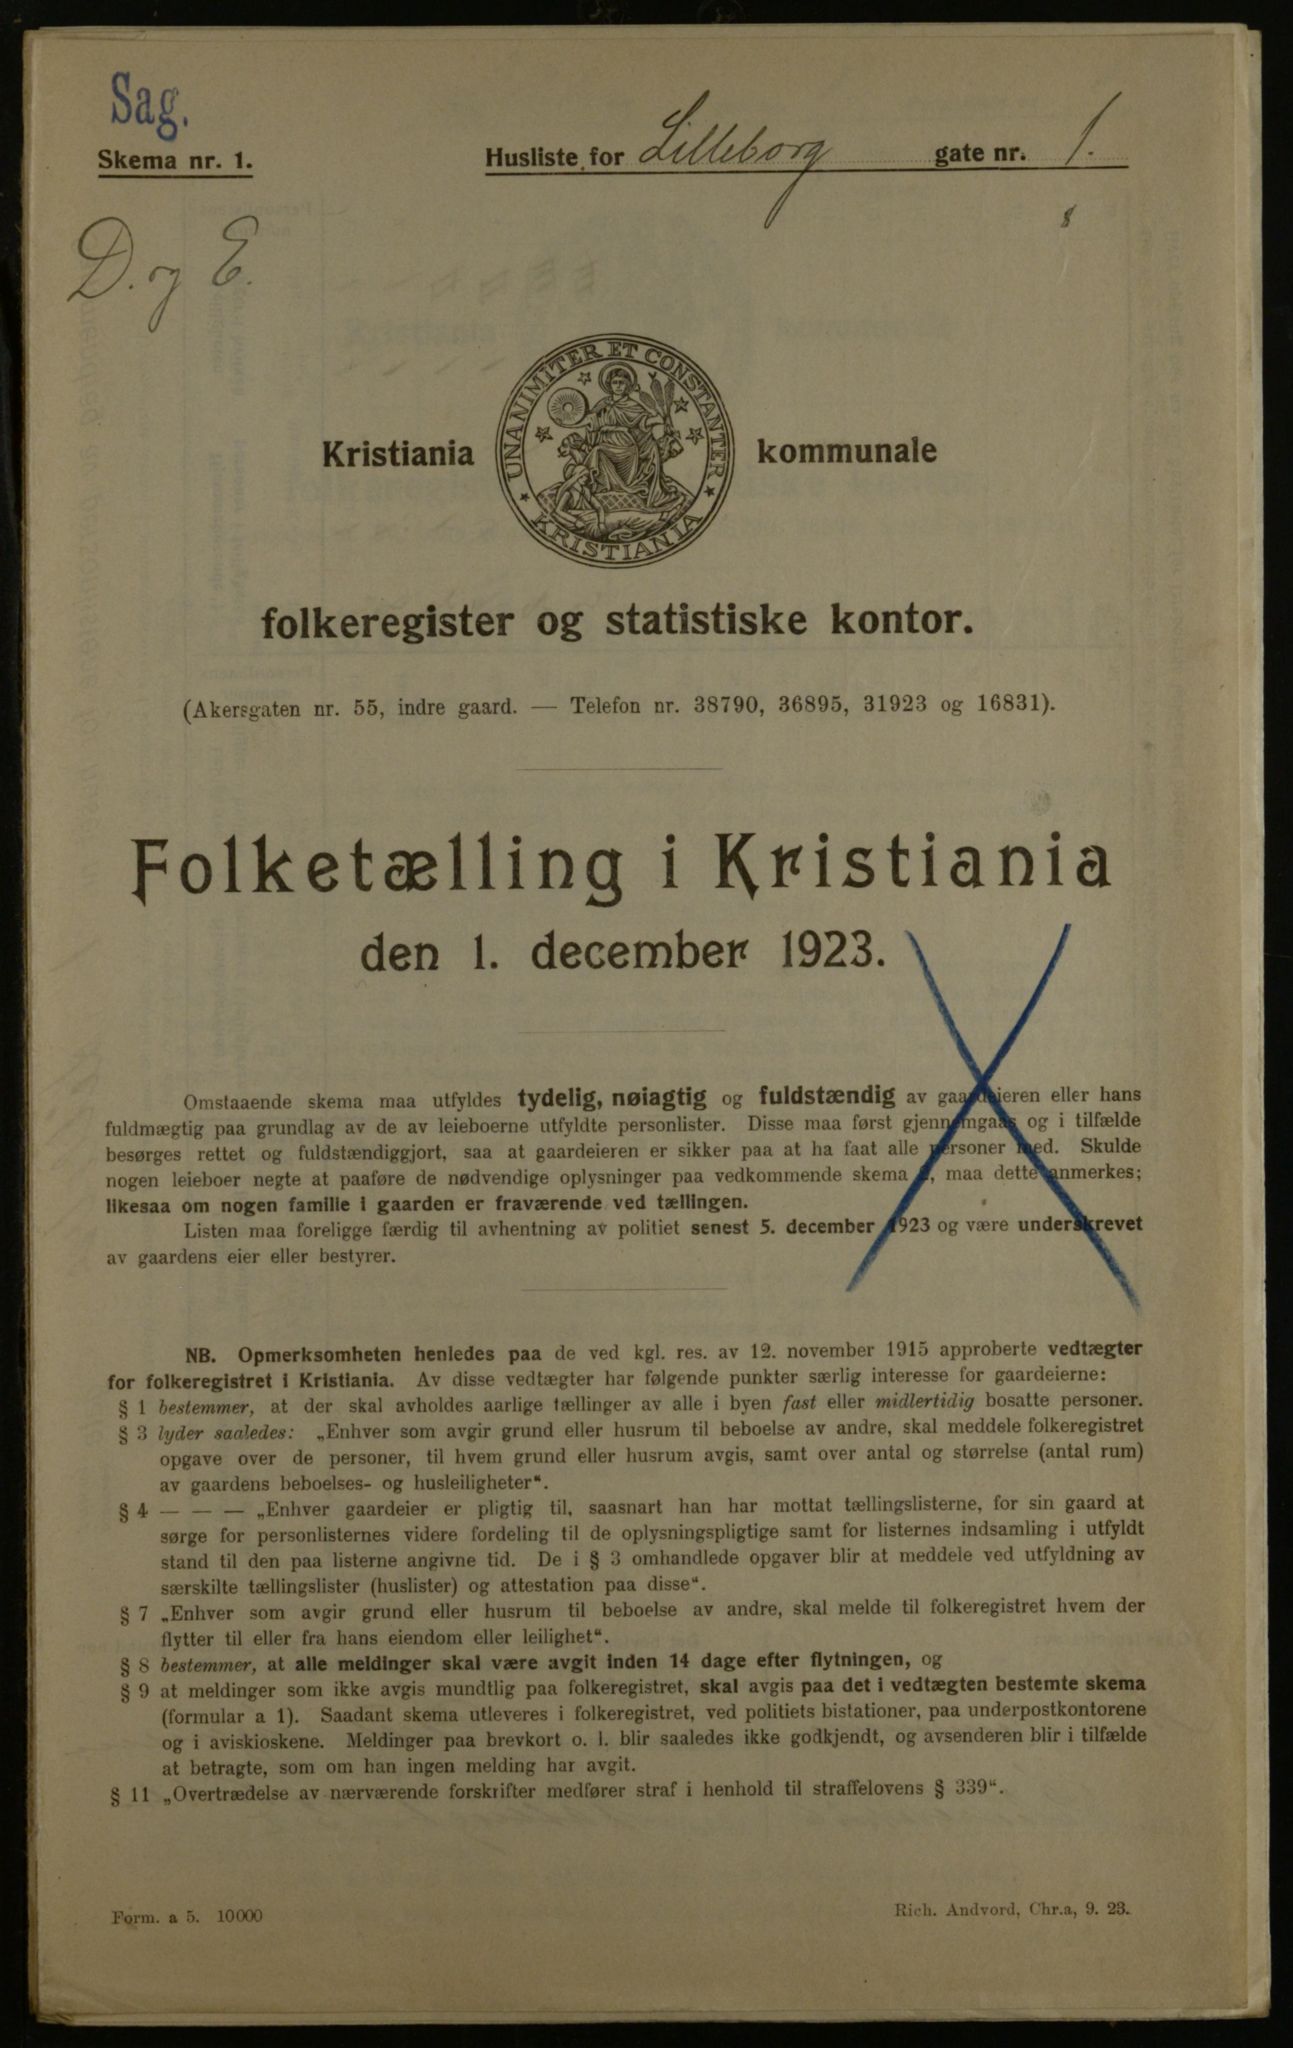 Sag.
Skema nr. 1.
Husliste for Lilleborg gate nr. 1.
8
D. og E.
UNANIMITER ET CONSTANTER
KRISTIANIA
Kristiania kommunale
folkeregister og statistiske kontor.
(Akersgaten nr. 55, indre gaard. — Telefon nr. 38790, 36895, 31923 og 16831).
Folketælling i Kristiania
den 1. december 1923.
Omstaaende skema maa utfyldes tydelig, nøiagtig og fuldstændig av gaardeieren eller hans
fuldmægtig paa grundlag av de av leieboerne utfyldte personlister. Disse maa først gjennemgaas og i tilfælde
besørges rettet og fuldstændiggjort, saa at gaardeieren er sikker paa at ha faat alle personer med. Skulde
nogen leieboer negte at paaføre de nødvendige oplysninger paa vedkommende skema 2, maa dette anmerkes;
likesaa om nogen familie i gaarden er fraværende ved tællingen.
Listen maa foreligge færdig til avhentning av politiet senest 5. december 1923 og være underskrevet
av gaardens eier eller bestyrer.
NB. Opmerksomheten henledes paa de ved kgl. res. av 12. november 1915 approberte vedtægter
for folkeregistret i Kristiania. Av disse vedtægter har følgende punkter særlig interesse for gaardeierne:
§ 1 bestemmer, at der skal avholdes aarlige tællinger av alle i byen fast eller midlertidig bosatte personer.
§ 3 lyder saaledes: „Enhver som avgir grund eller husrum til beboelse av andre, skal meddele folkeregistret
opgave over de personer, til hvem grund eller husrum avgis, samt over antal og størrelse (antal rum)
av gaardens beboelses- og husleiligheter“.
§ 4 — — — „Enhver gaardeier er pligtig til, saasnart han har mottat tællingslisterne, for sin gaard at
sørge for personlisternes videre fordeling til de oplysningspligtige samt for listernes indsamling i utfyldt
stand til den paa listerne angivne tid. De i § 3 omhandlede opgaver blir at meddele ved utfyldning av
særskilte tællingslister (huslister) og attestation paa disse“.
§ 7 „Enhver som avgir grund eller husrum til beboelse av andre, skal melde til folkeregistret hvem der
flytter til eller fra hans eiendom eller leilighet“.
§ 8 bestemmer, at alle meldinger skal være avgit inden 14 dage efter flytningen, og
§ 9 at meldinger som ikke avgis mundtlig paa folkeregistret, skal avgis paa det i vedtægten bestemte skema
(formular a 1). Saadant skema utleveres i folkeregistret, ved politiets bistationer, paa underpostkontorene
og i aviskioskene. Meldinger paa brevkort o. l. blir saaledes ikke godkjendt, og avsenderen blir i tilfælde
at betragte, som om han ingen melding har avgit.
§ 11 „Overtrædelse av nærværende forskrifter medfører straf i henhold til straffelovens § 339“.
Form. a 5. 10000
Rich. Andvord, Chr.a, 9. 23.